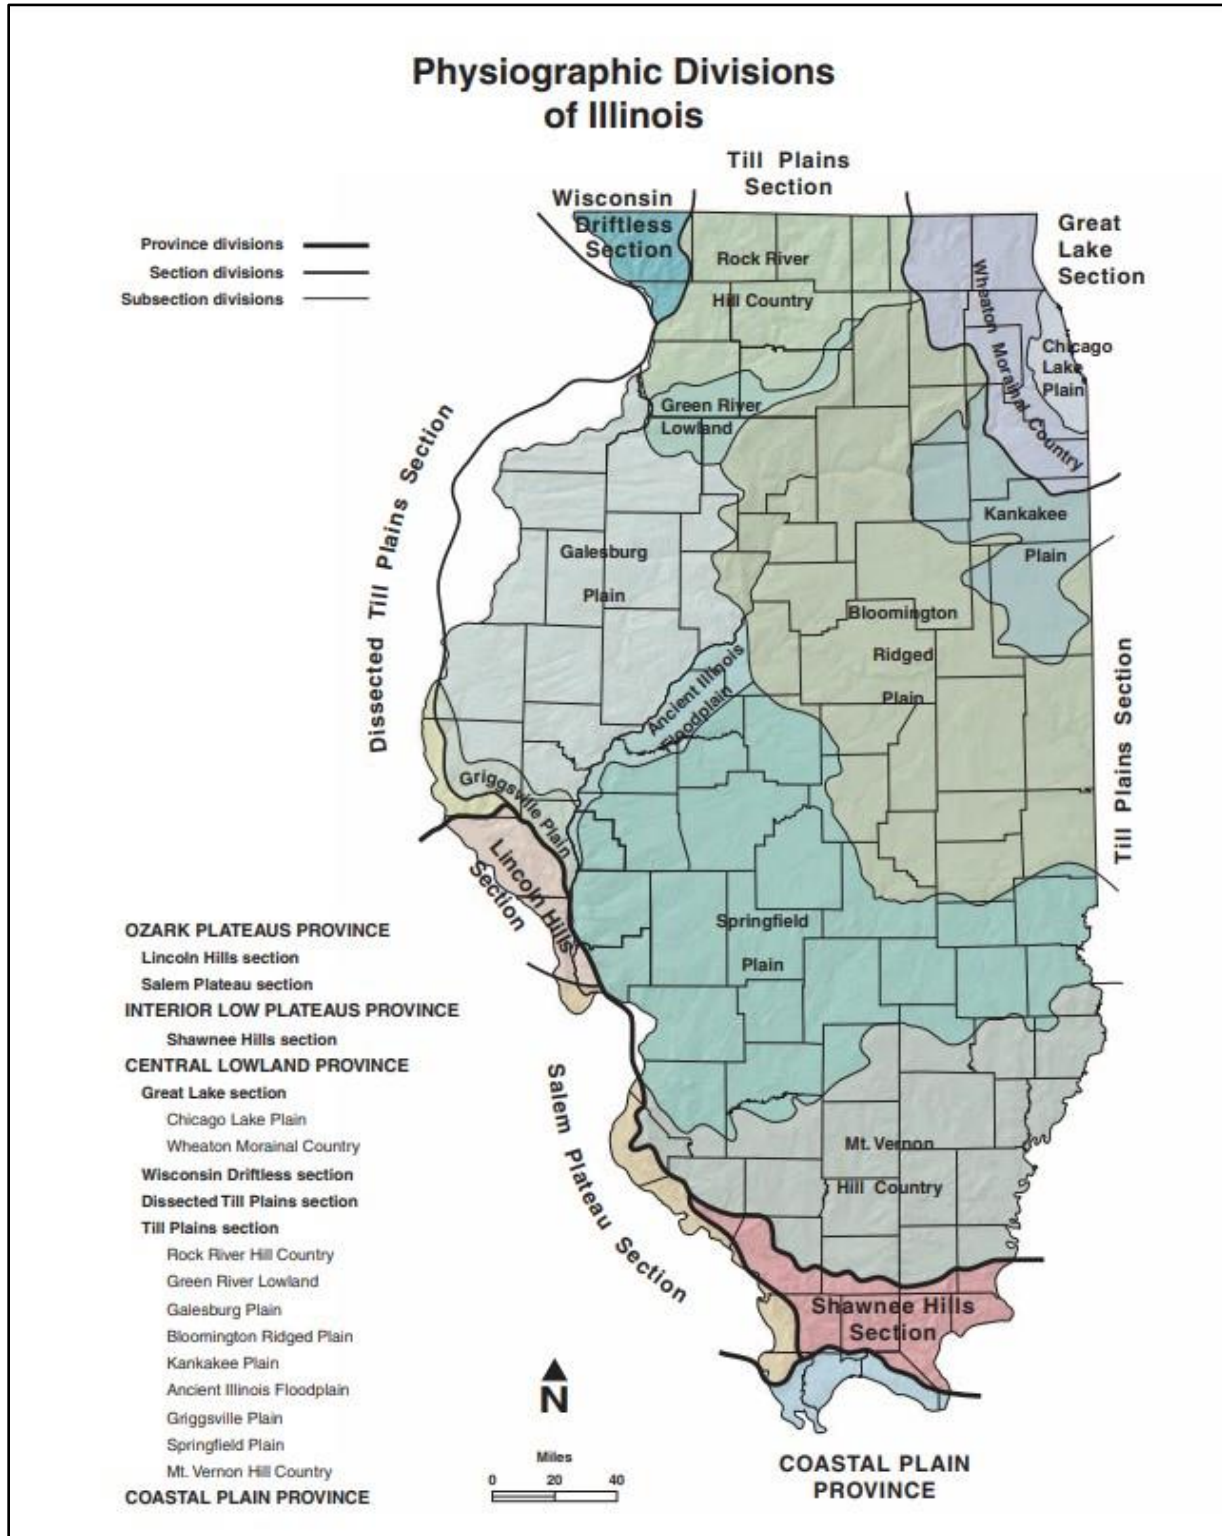 Physiographic Divisions
of Illinois
Till Plains
Section
Wisconsin
Driftless
Section
Great
Lake
Section
Province divisions
Section divisions
Subsection divisions
Rock River
Hill Country
Wheaton Morainal Country
Chicago
Lake
Plain
Green River
Lowland
Dissected Till Plains Section
Kankakee
Plain
Galesburg
Plain
Bloomington
Ridged
Plain
Ancient Illinois
Floodplain
Till Plains Section
Griggsville Plain
Lincoln Hills
Section
Springfield
Plain
OZARK PLATEAUS PROVINCE
Lincoln Hills section
Salem Plateau section
INTERIOR LOW PLATEAUS PROVINCE
Shawnee Hills section
CENTRAL LOWLAND PROVINCE
Great Lake section
Chicago Lake Plain
Wheaton Morainal Country
Wisconsin Driftless section
Dissected Till Plains section
Till Plains section
Rock River Hill Country
Green River Lowland
Galesburg Plain
Bloomington Ridged Plain
Kankakee Plain
Ancient Illinois Floodplain
Griggsville Plain
Springfield Plain
Mt. Vernon Hill Country
COASTAL PLAIN PROVINCE
Salem Plateau Section
Mt. Vernon
Hill Country
Shawnee Hills
Section
N
Miles
0 20 40
COASTAL PLAIN
PROVINCE